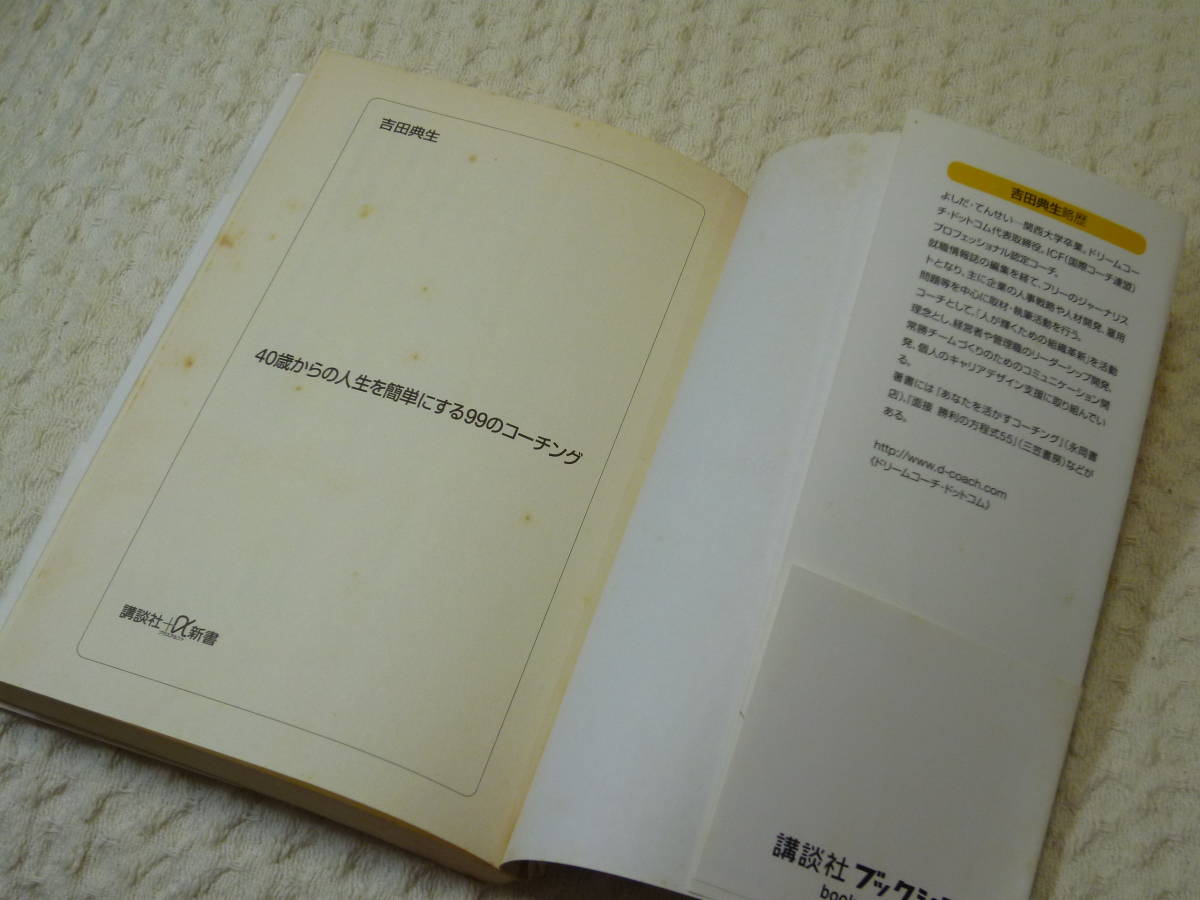 吉田典生
40歳からの人生を簡単にする99のコーチング
講談社+α新書
吉田典生略歴
よしだ・てんせい─関西大学卒業。ドリームコー
チ・ドットコム代表取締役。ICF（国際コーチ連盟）
プロフェッショナル認定コーチ。
就職情報誌の編集を経て、フリーのジャーナリス
トとなり、主に企業の人事戦略や人材開発、雇用
問題等を中心に取材・執筆活動を行う。
コーチとして、「人が輝くための組織革新」を活動
理念とし、経営者や管理職のリーダーシップ開発、
常勝チームづくりのためのコミュニケーション開
発、個人のキャリアデザイン支援に取り組んでい
る。
著書には『あなたを活かすコーチング』（永岡書
店）、『面接 勝利の方程式55』（三笠書房）などが
ある。
http://www.d-coach.com
《ドリームコーチ・ドットコム》
講談社 ブックシ
book